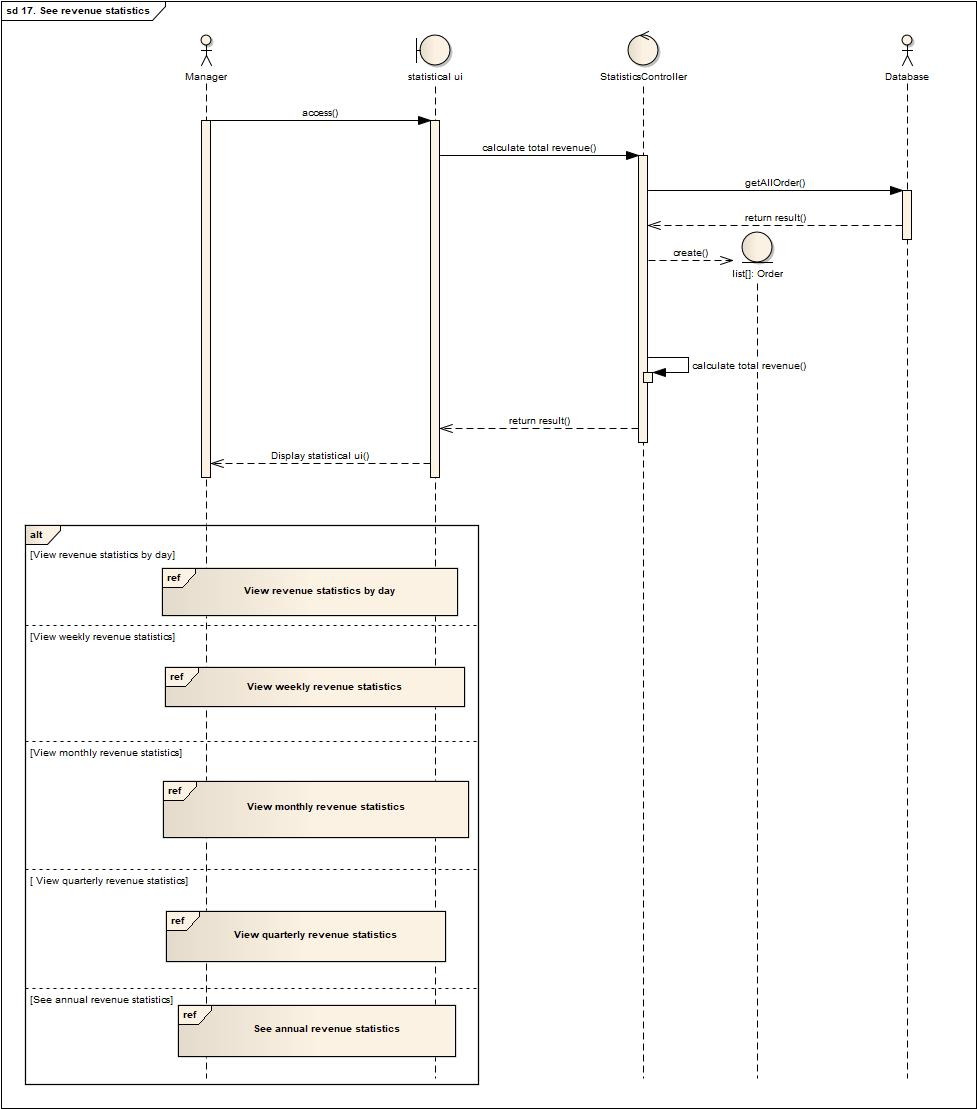 sd 17. See revenue statistics
Manager
statistical ui
StatisticsController
Database
access()
calculate total revenue()
getAllOrder()
return result()
create()
list[]: Order
calculate total revenue()
return result()
Display statistical ui()
alt
[View revenue statistics by day]
ref
View revenue statistics by day
[View weekly revenue statistics]
ref
View weekly revenue statistics
[View monthly revenue statistics]
ref
View monthly revenue statistics
[ View quarterly revenue statistics]
ref
View quarterly revenue statistics
[See annual revenue statistics]
ref
See annual revenue statistics